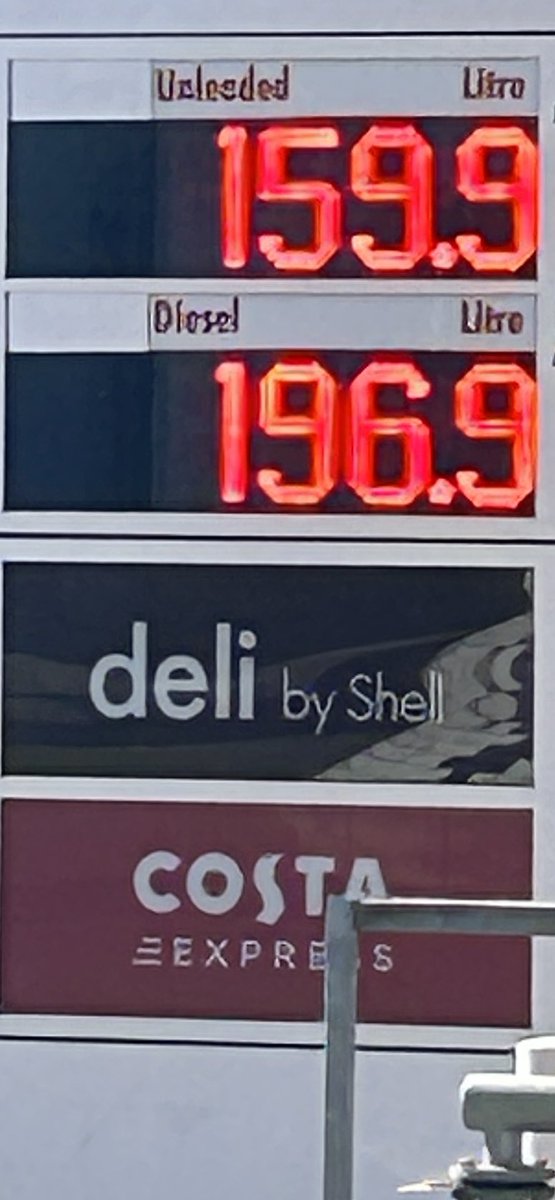 Unleaded Litre
159.9
Diesel Litre
196.9
deli by Shell
COSTA
EXPRESS